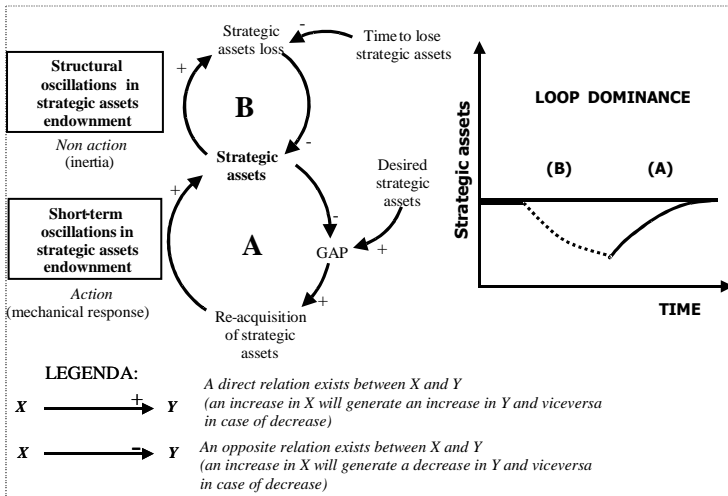 Strategic
assets loss
-
Time to lose
strategic assets
+
Structural
oscillations in
strategic assets
endownment
Non action
(inertia)
B
-
Strategic
assets
+
Desired
strategic
assets
-
Short-term
oscillations in
strategic assets
endownment
A
GAP
+
Action
(mechanical response)
+
Re-acquisition
of strategic
assets
LOOP DOMINANCE
(B) (A)
Strategic assets
TIME
LEGENDA:
X + Y
A direct relation exists between X and Y
(an increase in X will generate an increase in Y and viceversa
in case of decrease)
X - Y
An opposite relation exists between X and Y
(an increase in X will generate a decrease in Y and viceversa
in case of decrease)